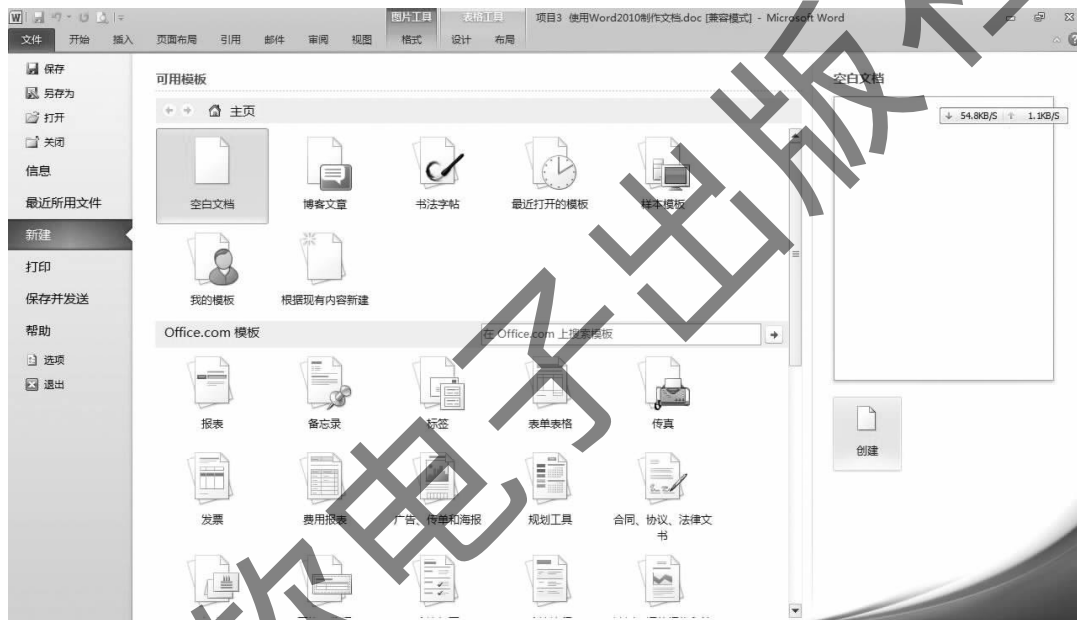 图片工具 表格工具 项目3 使用Word2010制作文档.doc [兼容模式] - Microsoft Word
文件 开始 插入 页面布局 引用 邮件 审阅 视图 格式 设计 布局
保存
另存为
打开
关闭
信息
最近所用文件
新建
打印
保存并发送
帮助
选项
退出
可用模板
主页
空白文档 博客文章 书法字帖 最近打开的模板 样本模板
我的模板 根据现有内容新建
Office.com 模板 在 Office.com 上搜索模板
报表 备忘录 标签 表单表格 传真
发票 费用报表 广告、传单和海报 规划工具 合同、协议、法律文
书
空白文档
54.8KB/S 1.1KB/S
创建
电子出版